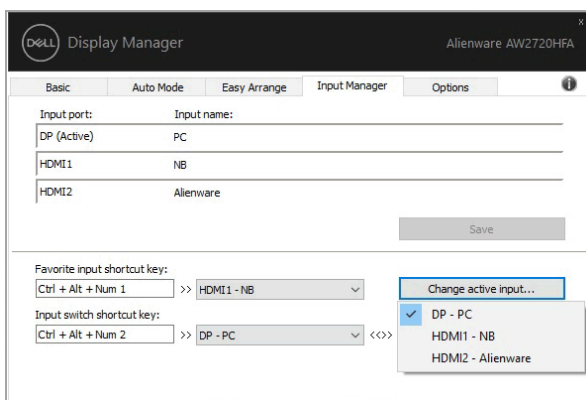 DELL Display Manager Alienware AW2720HFA
x
Basic Auto Mode Easy Arrange Input Manager Options i
Input port: Input name:
DP (Active) PC
HDMI1 NB
HDMI2 Alienware
Save
Favorite input shortcut key:
Ctrl + Alt + Num 1 >> HDMI1 - NB Change active input...
Input switch shortcut key:
Ctrl + Alt + Num 2 >> DP - PC <<>>
DP - PC
HDMI1 - NB
HDMI2 - Alienware